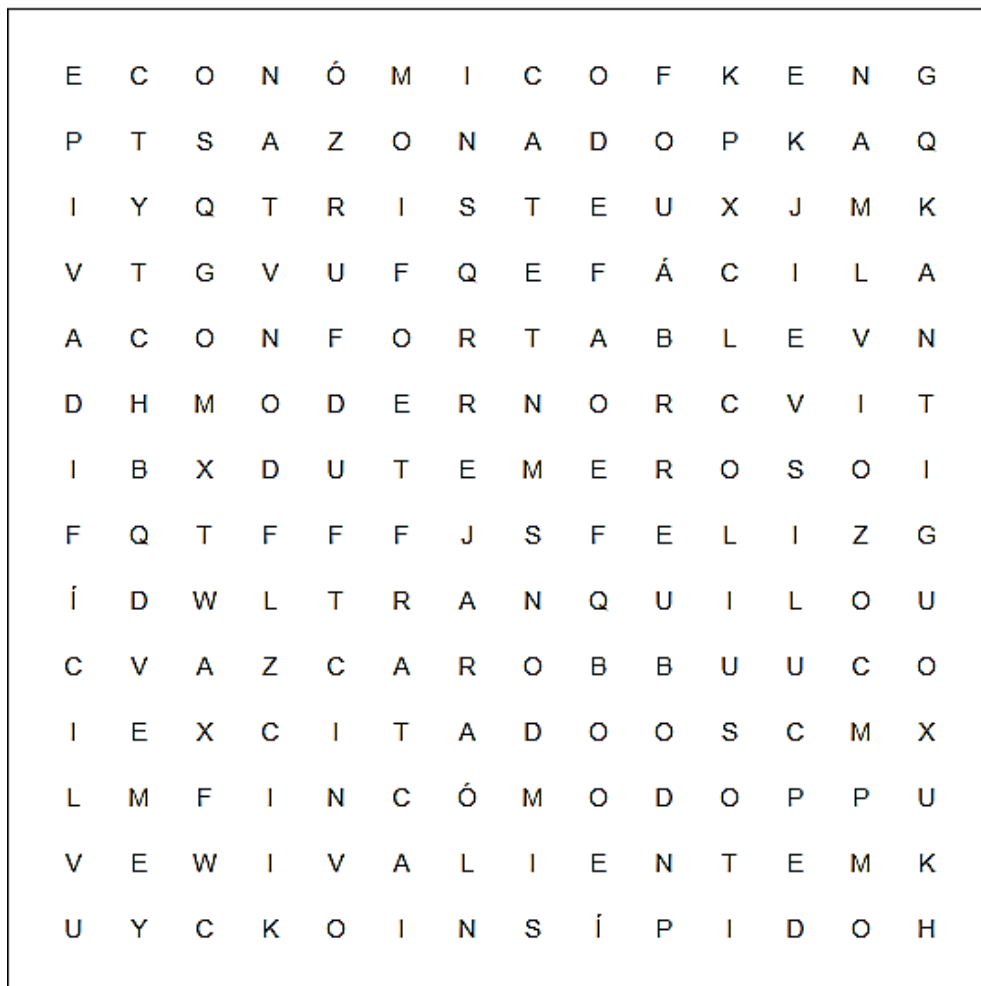 E C O N Ó M I C O F K E N G
P T S A Z O N A D O P K A Q
I Y Q T R I S T E U X J M K
V T G V U F Q E F Á C I L A
A C O N F O R T A B L E V N
D H M O D E R N O R C V I T
I B X D U T E M E R O S O I
F Q T F F F J S F E L I Z G
Í D W L T R A N Q U I L O U
C V A Z C A R O B B U U C O
I E X C I T A D O O S C M X
L M F I N C Ó M O D O P P U
V E W I V A L I E N T E M K
U Y C K O I N S Í P I D O H